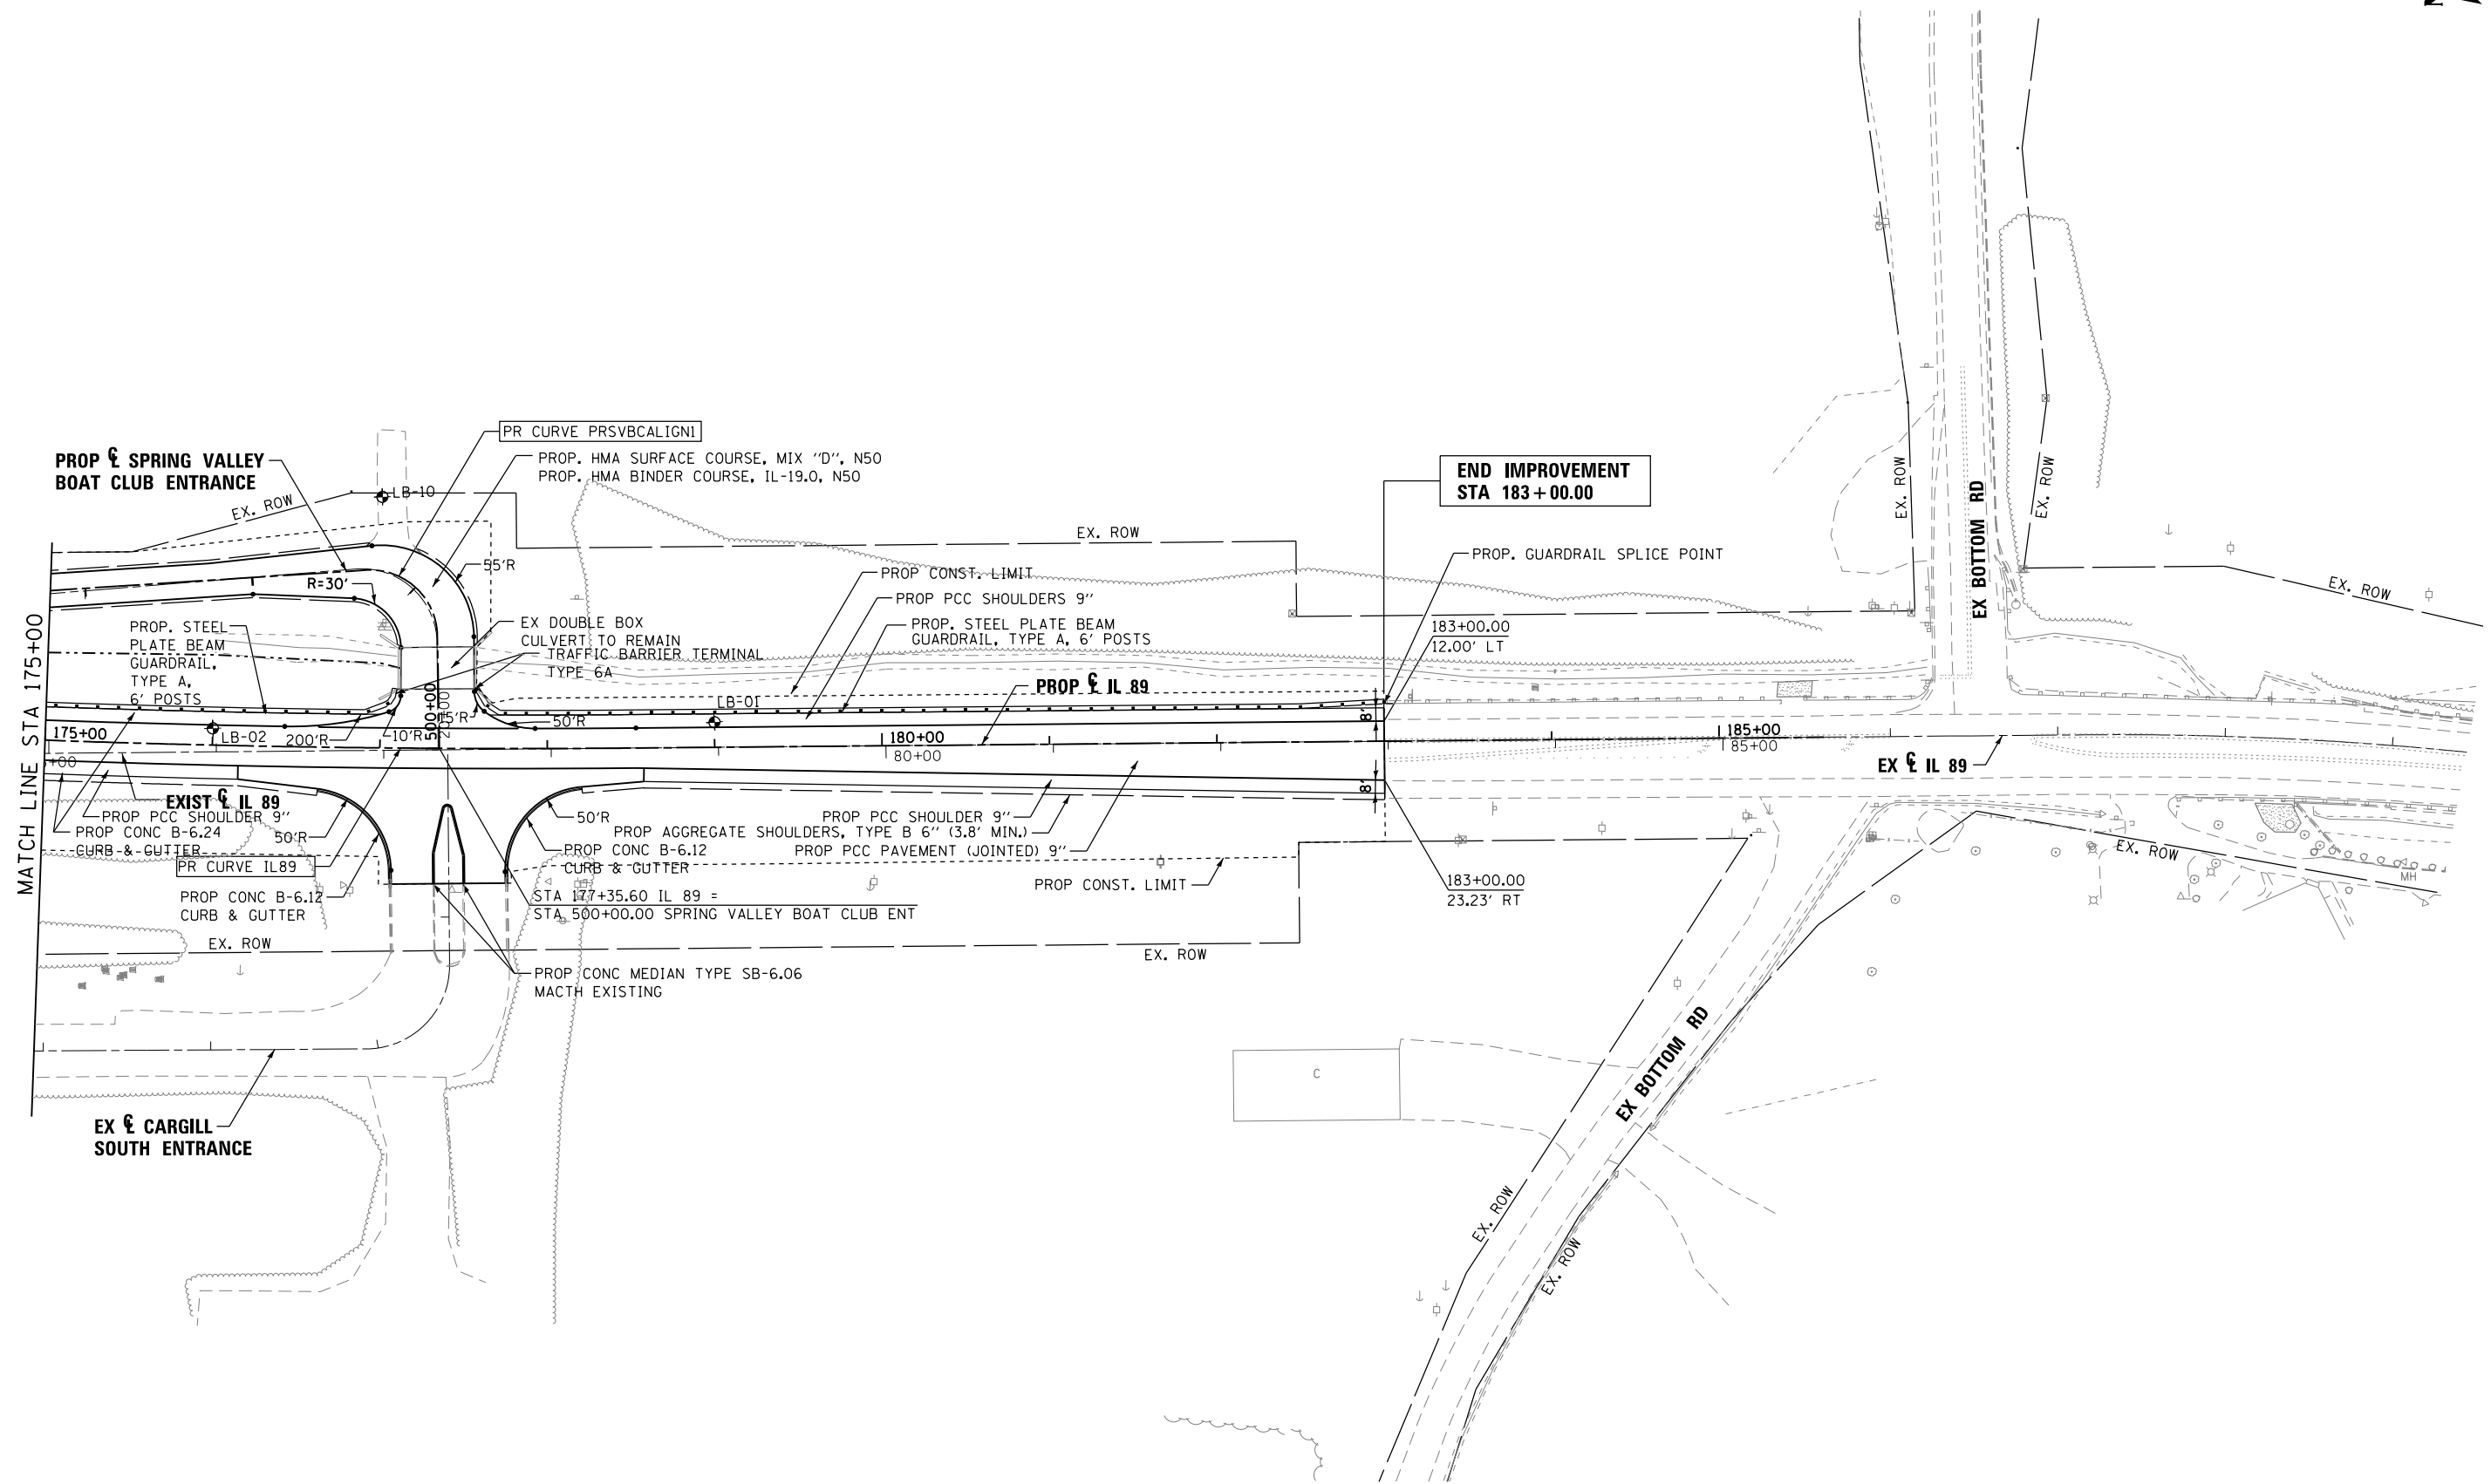 N
PR CURVE PRSVBCALIGN1
PROP ℄ SPRING VALLEY
BOAT CLUB ENTRANCE
PROP. HMA SURFACE COURSE, MIX "D", N50
PROP. HMA BINDER COURSE, IL-19.0, N50
END IMPROVEMENT
STA 183+00.00
EX. ROW
LB-10
EX. ROW
EX. ROW
EX BOTTOM RD
EX. ROW
PROP. GUARDRAIL SPLICE POINT
55'R
R=30'
PROP CONST. LIMIT
EX. ROW
PROP PCC SHOULDERS 9"
PROP. STEEL
PLATE BEAM
GUARDRAIL,
TYPE A,
6' POSTS
EX DOUBLE BOX
CULVERT TO REMAIN
TRAFFIC BARRIER TERMINAL
TYPE 6A
PROP. STEEL PLATE BEAM
GUARDRAIL, TYPE A, 6' POSTS
183+00.00
12.00' LT
MATCH LINE STA 175+00
PROP ℄ IL 89
500+00
LB-01
8'
175+00
LB-02
200'R
10'R
15'R
50'R
180+00
80+00
185+00
85+00
+00
EX ℄ IL 89
EXIST ℄ IL 89
PROP PCC SHOULDER 9"
PROP CONC B-6.24
CURB & GUTTER
50'R
50'R
PROP PCC SHOULDER 9"
PROP AGGREGATE SHOULDERS, TYPE B 6" (3.8' MIN.)
PROP PCC PAVEMENT (JOINTED) 9"
8'
PROP CONC B-6.12
CURB & GUTTER
PR CURVE IL89
PROP CONC B-6.12
CURB & GUTTER
STA 177+35.60 IL 89 =
STA 500+00.00 SPRING VALLEY BOAT CLUB ENT
PROP CONST. LIMIT
183+00.00
23.23' RT
EX. ROW
MH
EX. ROW
EX. ROW
PROP CONC MEDIAN TYPE SB-6.06
MACTH EXISTING
EX BOTTOM RD
C
EX ℄ CARGILL
SOUTH ENTRANCE
EX. ROW
EX. ROW